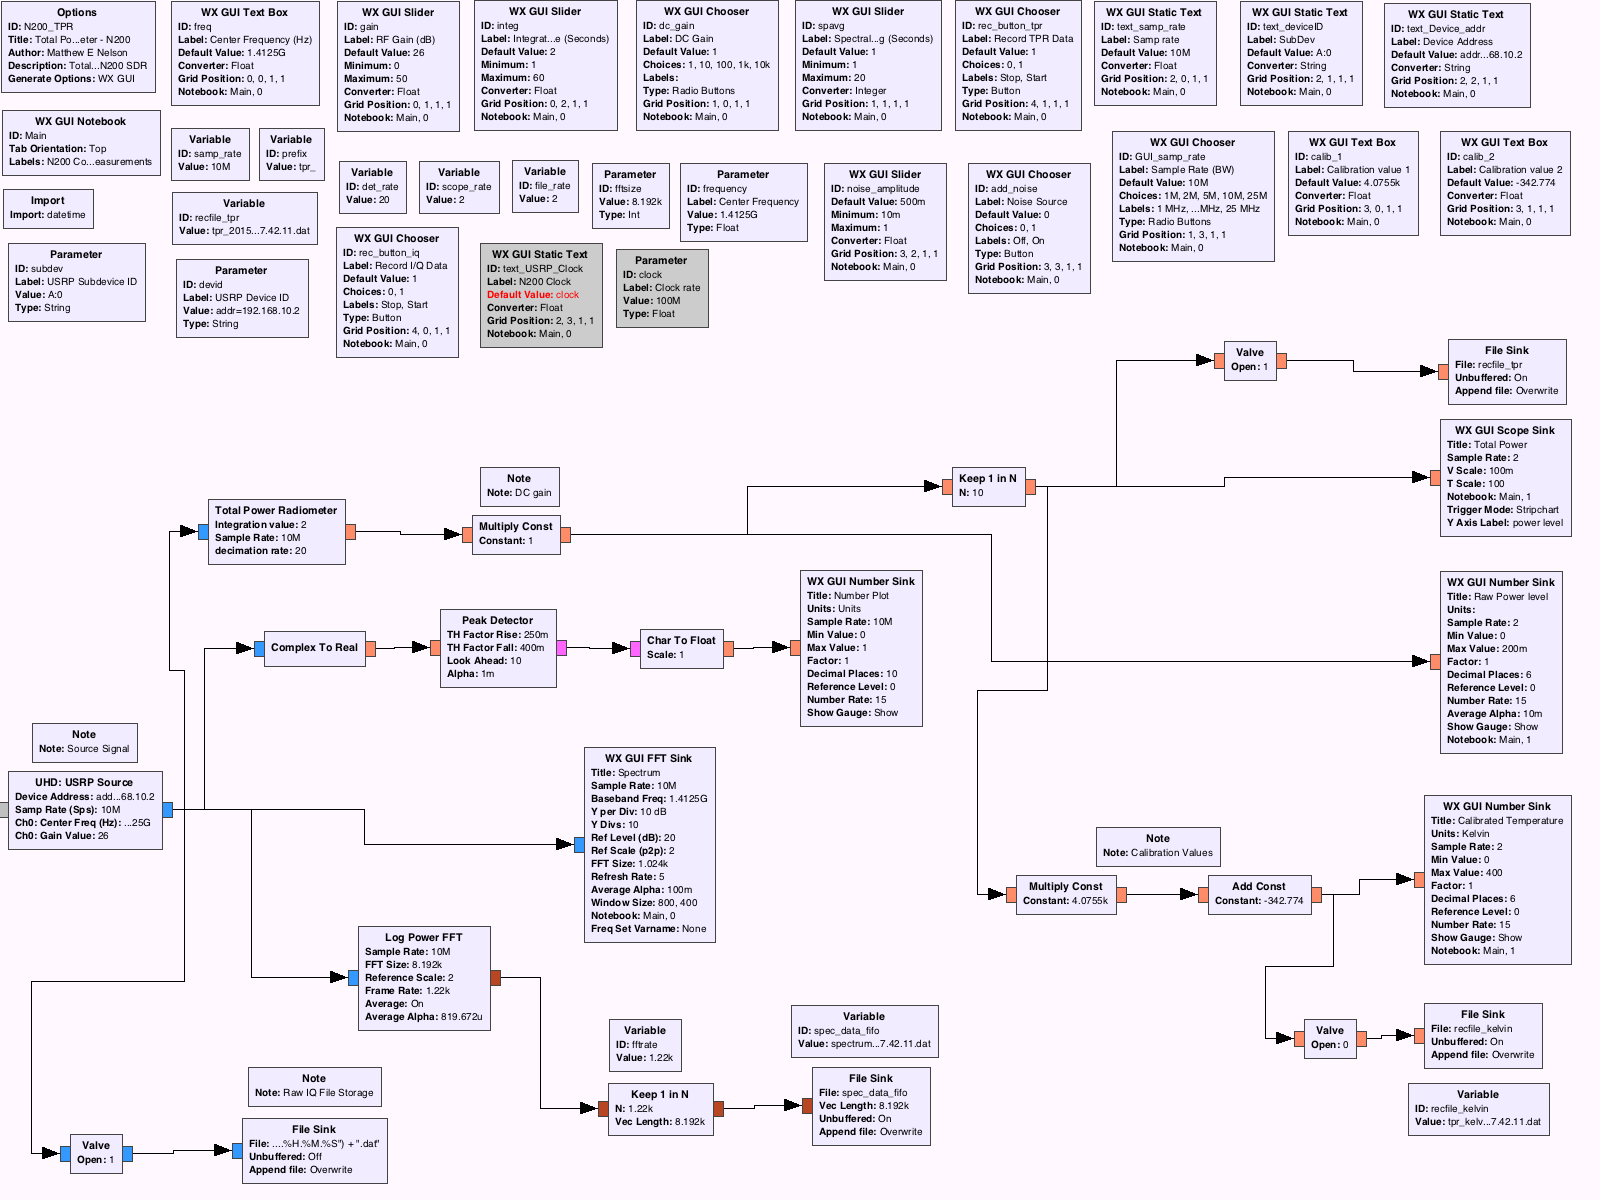 Options
ID: N200_TPR
Title: Total Po...eter - N200
Author: Matthew E Nelson
Description: Total...N200 SDR
Generate Options: WX GUI
WX GUI Text Box
ID: freq
Label: Center Frequency (Hz)
Default Value: 1.4125G
Converter: Float
Grid Position: 0, 0, 1, 1
Notebook: Main, 0
WX GUI Slider
ID: gain
Label: RF Gain (dB)
Default Value: 26
Minimum: 0
Maximum: 50
Converter: Float
Grid Position: 0, 1, 1, 1
Notebook: Main, 0
WX GUI Slider
ID: integ
Label: Integrat...e (Seconds)
Default Value: 2
Minimum: 1
Maximum: 60
Converter: Float
Grid Position: 0, 2, 1, 1
Notebook: Main, 0
WX GUI Chooser
ID: dc_gain
Label: DC Gain
Default Value: 1
Choices: 1, 10, 100, 1k, 10k
Labels:
Type: Radio Buttons
Grid Position: 1, 0, 1, 1
Notebook: Main, 0
WX GUI Slider
ID: spavg
Label: Spectral...g (Seconds)
Default Value: 1
Minimum: 1
Maximum: 20
Converter: Integer
Grid Position: 1, 1, 1, 1
Notebook: Main, 0
WX GUI Chooser
ID: rec_button_tpr
Label: Record TPR Data
Default Value: 1
Choices: 0, 1
Labels: Stop, Start
Type: Button
Grid Position: 4, 1, 1, 1
Notebook: Main, 0
WX GUI Static Text
ID: text_samp_rate
Label: Samp rate
Default Value: 10M
Converter: Float
Grid Position: 2, 0, 1, 1
Notebook: Main, 0
WX GUI Static Text
ID: text_deviceID
Label: SubDev
Default Value: A:0
Converter: String
Grid Position: 2, 1, 1, 1
Notebook: Main, 0
WX GUI Static Text
ID: text_Device_addr
Label: Device Address
Default Value: addr...68.10.2
Converter: String
Grid Position: 2, 2, 1, 1
Notebook: Main, 0
WX GUI Notebook
ID: Main
Tab Orientation: Top
Labels: N200 Co...easurements
Variable
ID: samp_rate
Value: 10M
Variable
ID: prefix
Value: tpr_
Variable
ID: det_rate
Value: 20
Variable
ID: scope_rate
Value: 2
Variable
ID: file_rate
Value: 2
Parameter
ID: fftsize
Value: 8.192k
Type: Int
Parameter
ID: frequency
Label: Center Frequency
Value: 1.4125G
Type: Float
WX GUI Slider
ID: noise_amplitude
Default Value: 500m
Minimum: 10m
Maximum: 1
Converter: Float
Grid Position: 3, 2, 1, 1
Notebook: Main, 0
WX GUI Chooser
ID: add_noise
Label: Noise Source
Default Value: 0
Choices: 0, 1
Labels: Off, On
Type: Button
Grid Position: 3, 3, 1, 1
Notebook: Main, 0
WX GUI Chooser
ID: GUI_samp_rate
Label: Sample Rate (BW)
Default Value: 10M
Choices: 1M, 2M, 5M, 10M, 25M
Labels: 1 MHz, ...MHz, 25 MHz
Type: Radio Buttons
Grid Position: 1, 3, 1, 1
Notebook: Main, 0
WX GUI Text Box
ID: calib_1
Label: Calibration value 1
Default Value: 4.0755k
Converter: Float
Grid Position: 3, 0, 1, 1
Notebook: Main, 0
WX GUI Text Box
ID: calib_2
Label: Calibration value 2
Default Value: -342.774
Converter: Float
Grid Position: 3, 1, 1, 1
Notebook: Main, 0
Import
Import: datetime
Variable
ID: recfile_tpr
Value: tpr_2015...7.42.11.dat
Parameter
ID: subdev
Label: USRP Subdevice ID
Value: A:0
Type: String
Parameter
ID: devid
Label: USRP Device ID
Value: addr=192.168.10.2
Type: String
WX GUI Chooser
ID: rec_button_iq
Label: Record I/Q Data
Default Value: 1
Choices: 0, 1
Labels: Stop, Start
Type: Button
Grid Position: 4, 0, 1, 1
Notebook: Main, 0
WX GUI Static Text
ID: text_USRP_Clock
Label: N200 Clock
Default Value: clock
Converter: Float
Grid Position: 2, 3, 1, 1
Notebook: Main, 0
Parameter
ID: clock
Label: Clock rate
Value: 100M
Type: Float
Valve
Open: 1
File Sink
File: recfile_tpr
Unbuffered: On
Append file: Overwrite
WX GUI Scope Sink
Title: Total Power
Sample Rate: 2
V Scale: 100m
T Scale: 100
Notebook: Main, 1
Trigger Mode: Stripchart
Y Axis Label: power level
Note
Note: DC gain
Keep 1 in N
N: 10
Total Power Radiometer
Integration value: 2
Sample Rate: 10M
decimation rate: 20
Multiply Const
Constant: 1
Complex To Real
Peak Detector
TH Factor Rise: 250m
TH Factor Fall: 400m
Look Ahead: 10
Alpha: 1m
Char To Float
Scale: 1
WX GUI Number Sink
Title: Number Plot
Units: Units
Sample Rate: 10M
Min Value: 0
Max Value: 1
Factor: 1
Decimal Places: 10
Reference Level: 0
Number Rate: 15
Show Gauge: Show
WX GUI Number Sink
Title: Raw Power level
Units:
Sample Rate: 2
Min Value: 0
Max Value: 200m
Factor: 1
Decimal Places: 6
Reference Level: 0
Number Rate: 15
Average Alpha: 10m
Show Gauge: Show
Notebook: Main, 1
Note
Note: Source Signal
UHD: USRP Source
Device Address: add...68.10.2
Samp Rate (Sps): 10M
Ch0: Center Freq (Hz): ...25G
Ch0: Gain Value: 26
WX GUI FFT Sink
Title: Spectrum
Sample Rate: 10M
Baseband Freq: 1.4125G
Y per Div: 10 dB
Y Divs: 10
Ref Level (dB): 20
Ref Scale (p2p): 2
FFT Size: 1.024k
Refresh Rate: 5
Average Alpha: 100m
Window Size: 800, 400
Notebook: Main, 0
Freq Set Varname: None
Note
Note: Calibration Values
Multiply Const
Constant: 4.0755k
Add Const
Constant: -342.774
WX GUI Number Sink
Title: Calibrated Temperature
Units: Kelvin
Sample Rate: 2
Min Value: 0
Max Value: 400
Factor: 1
Decimal Places: 6
Reference Level: 0
Number Rate: 15
Show Gauge: Show
Notebook: Main, 1
Log Power FFT
Sample Rate: 10M
FFT Size: 8.192k
Reference Scale: 2
Frame Rate: 1.22k
Average: On
Average Alpha: 819.672u
Variable
ID: fftrate
Value: 1.22k
Variable
ID: spec_data_fifo
Value: spectrum...7.42.11.dat
Valve
Open: 0
File Sink
File: recfile_kelvin
Unbuffered: On
Append file: Overwrite
Note
Note: Raw IQ File Storage
Keep 1 in N
N: 1.22k
Vec Length: 8.192k
File Sink
File: spec_data_fifo
Vec Length: 8.192k
Unbuffered: On
Append file: Overwrite
Variable
ID: recfile_kelvin
Value: tpr_kelv...7.42.11.dat
Valve
Open: 1
File Sink
File: ....%H.%M.%S") + ".dat"
Unbuffered: Off
Append file: Overwrite